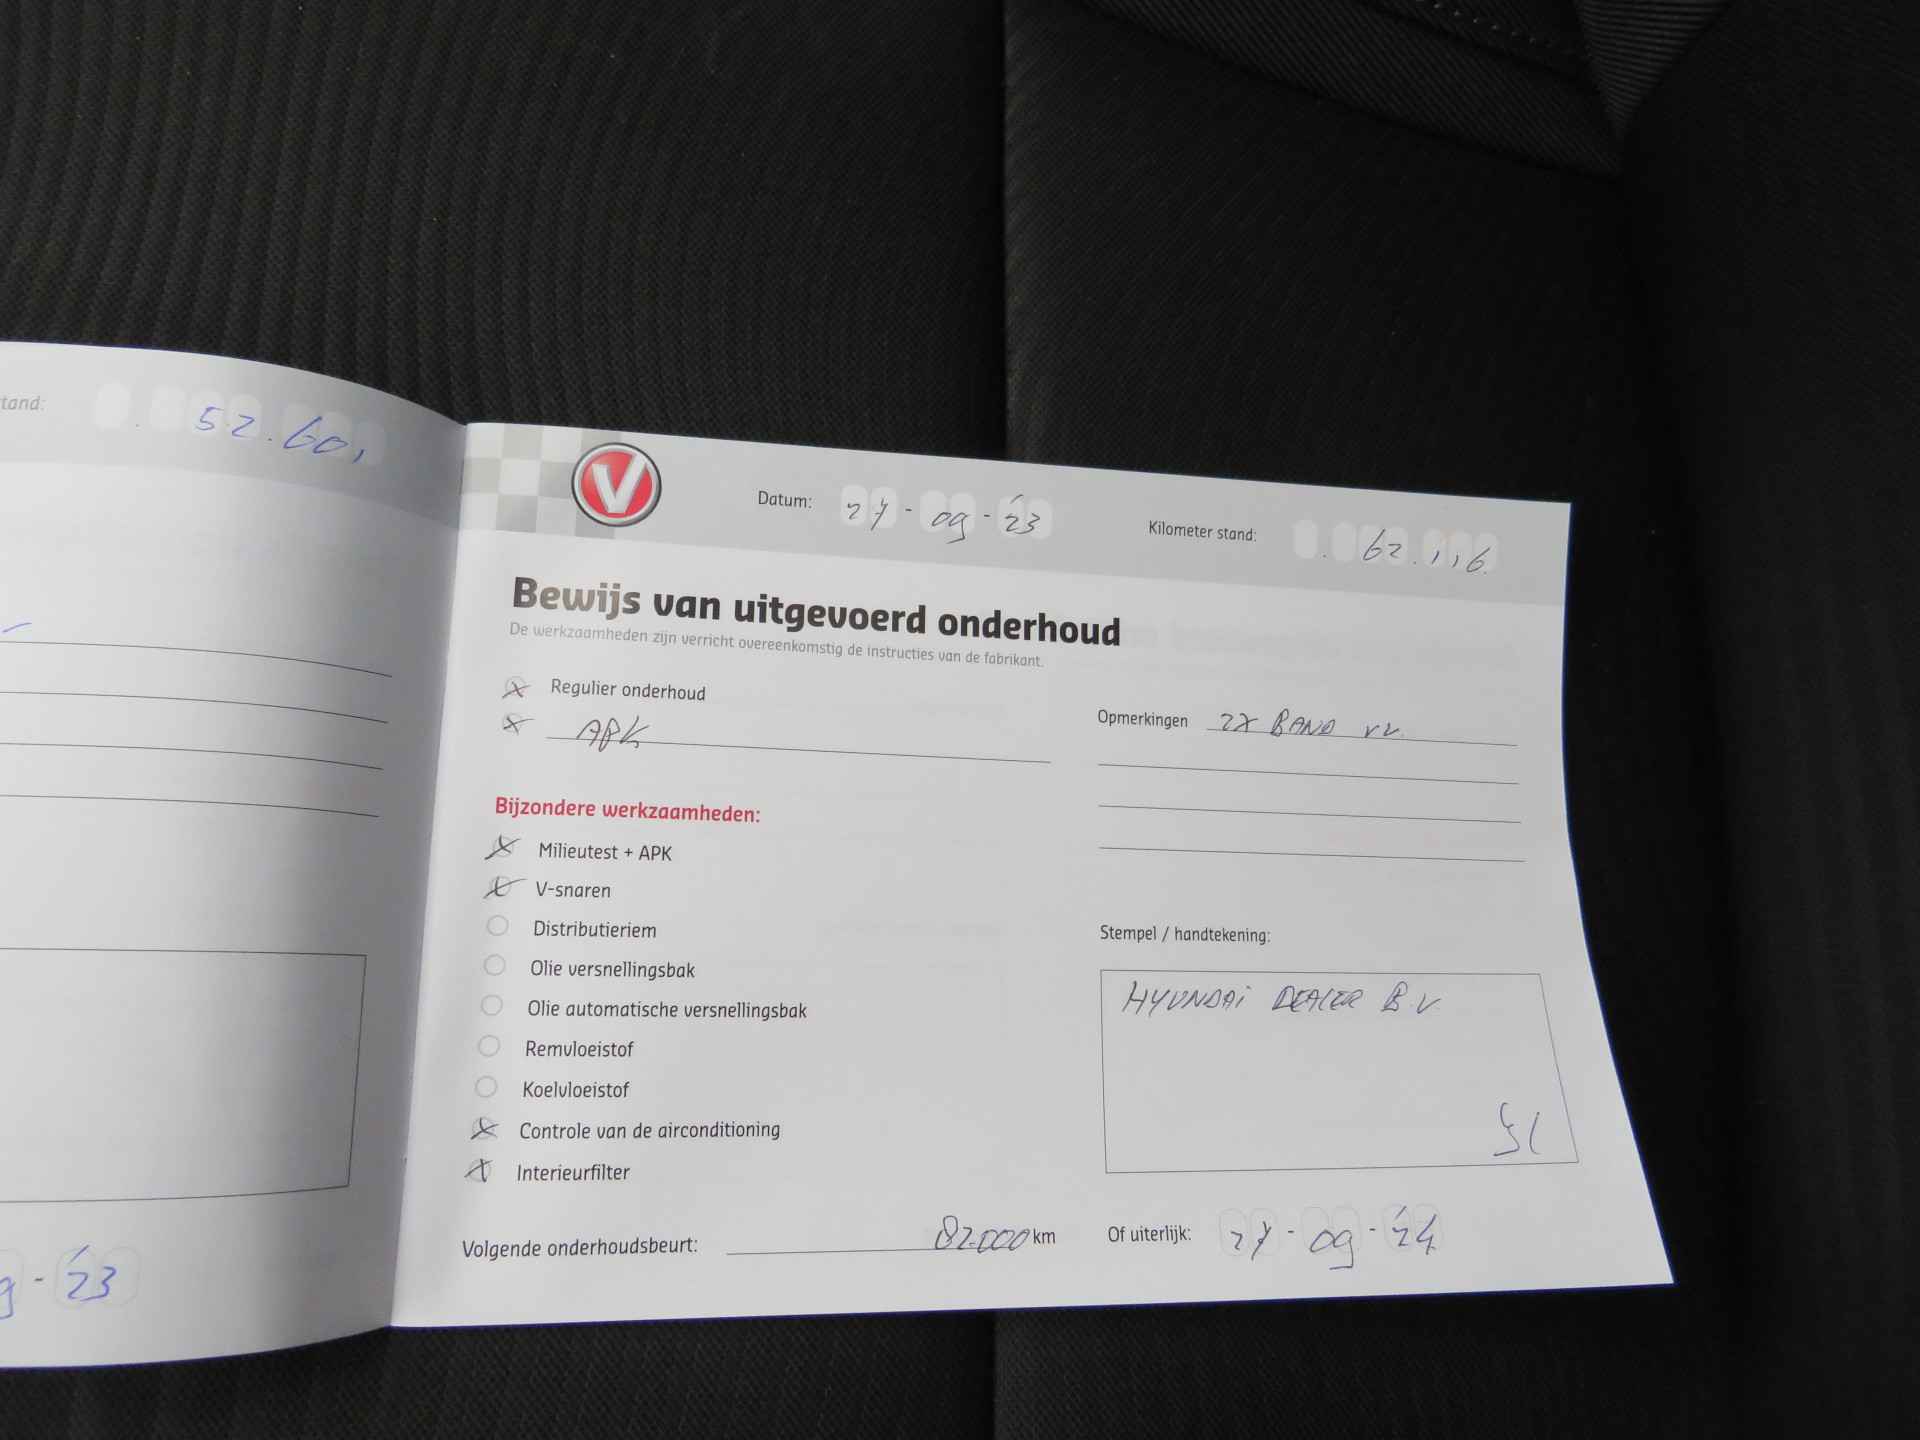 tand: 52.601
g - 23
V
Datum: 27 - 09 - 23
Kilometer stand: 62.116
Bewijs van uitgevoerd onderhoud
De werkzaamheden zijn verricht overeenkomstig de instructies van de fabrikant.
Regulier onderhoud
APK
Opmerkingen 2X BAND VV.
Bijzondere werkzaamheden:
Milieutest + APK
V-snaren
Distributieriem
Olie versnellingsbak
Olie automatische versnellingsbak
Remvloeistof
Koelvloeistof
Controle van de airconditioning
Interieurfilter
Stempel / handtekening:
HYUNDAI DEALER B.V.
Volgende onderhoudsbeurt: 82.000 km
Of uiterlijk: 27 - 09 - 24